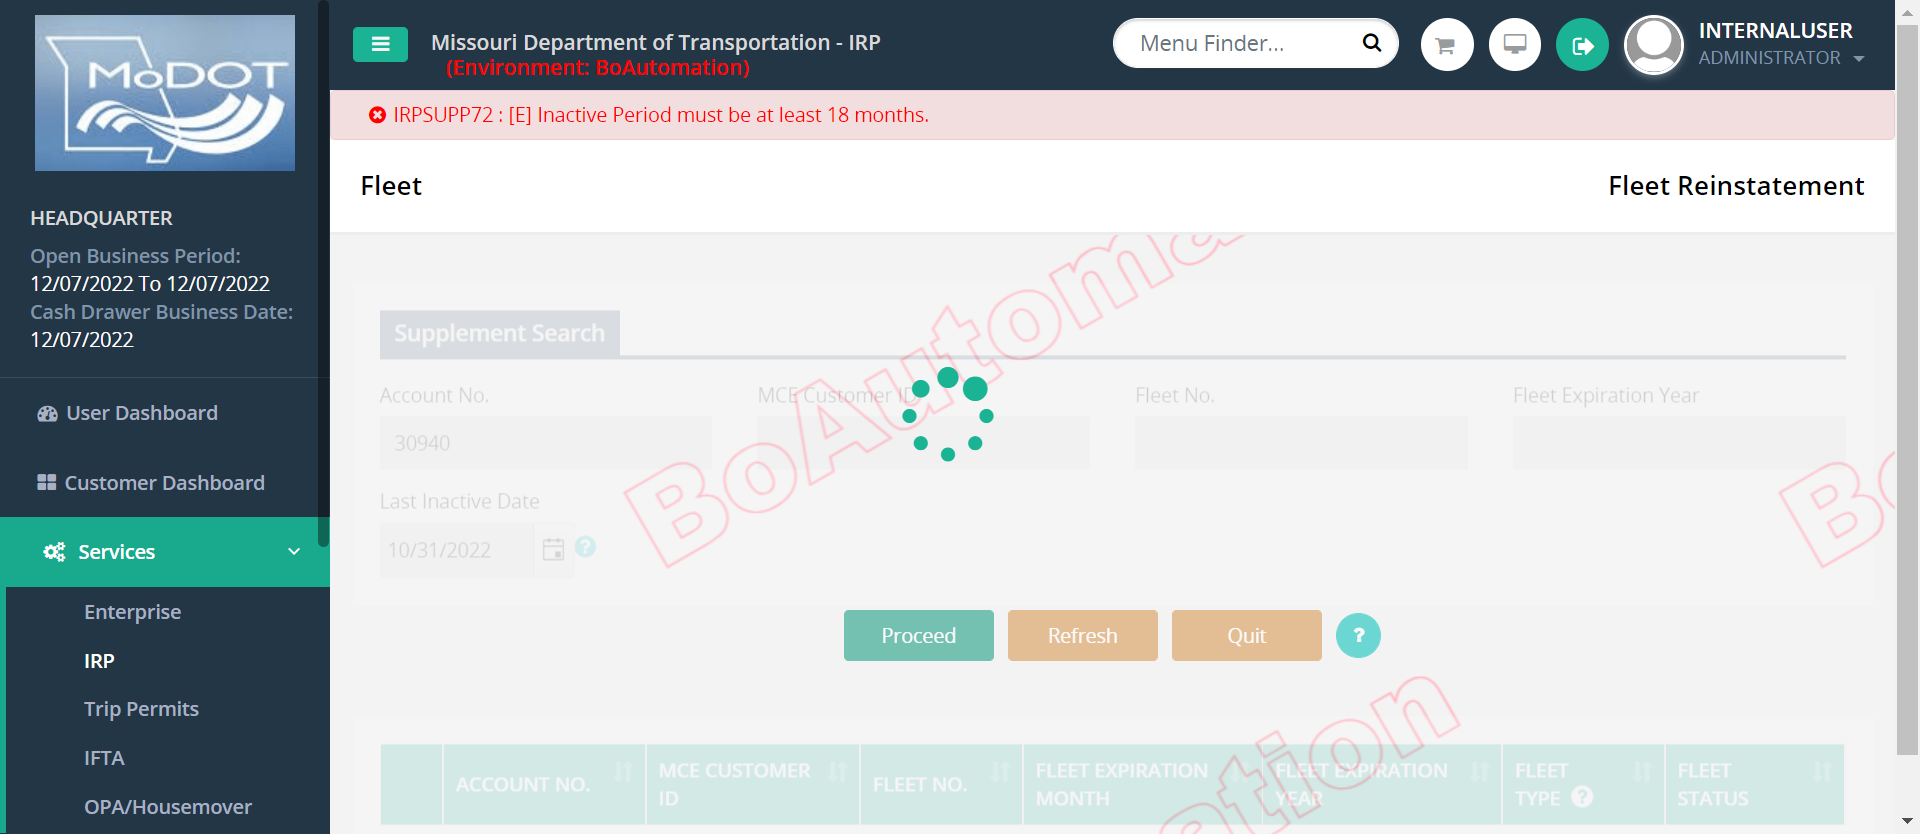 MoDOT
Missouri Department of Transportation - IRP
(Environment: BoAutomation)
Menu Finder...
INTERNALUSER
ADMINISTRATOR
IRPSUPP72 : [E] Inactive Period must be at least 18 months.
Fleet
Fleet Reinstatement
HEADQUARTER
Open Business Period:
12/07/2022 To 12/07/2022
Cash Drawer Business Date:
12/07/2022
User Dashboard
Customer Dashboard
Services
Enterprise
IRP
Trip Permits
IFTA
OPA/Housemover
Supplement Search
Account No.
MCE Customer ID
Fleet No.
Fleet Expiration Year
30940
Last Inactive Date
10/31/2022
?
Proceed
Refresh
Quit
?
ACCOUNT NO.
MCE CUSTOMER
ID
FLEET NO.
FLEET EXPIRATION
MONTH
FLEET EXPIRATION
YEAR
FLEET
TYPE ?
FLEET
STATUS
BoAutoma
Bo
ation